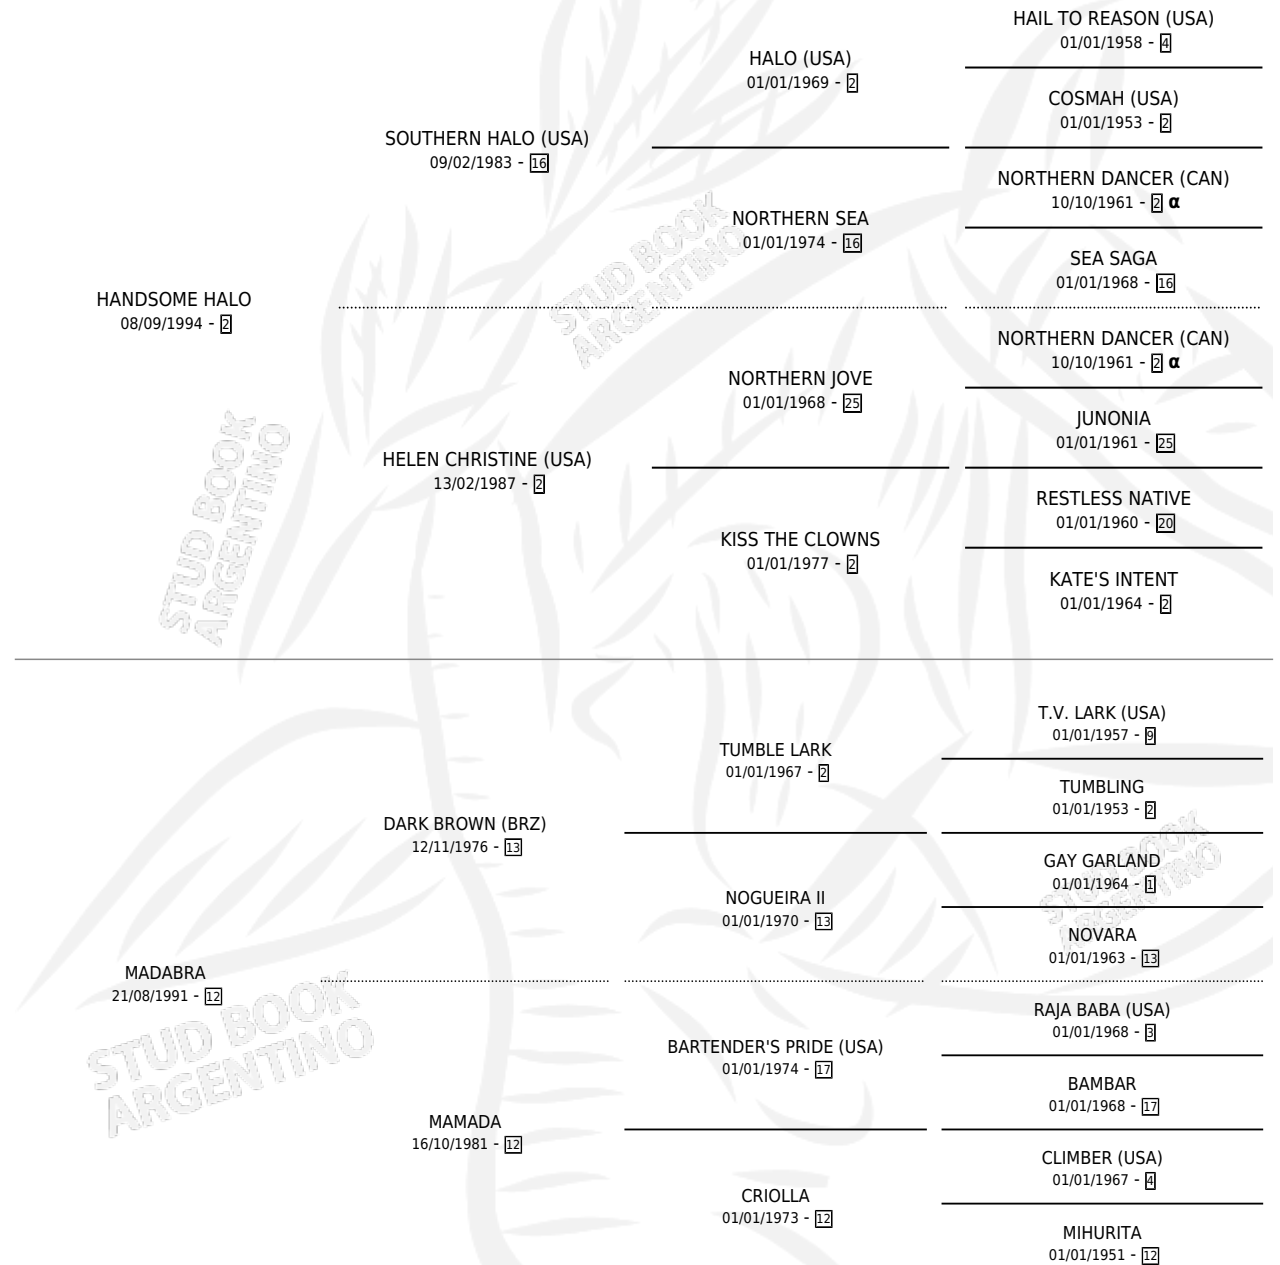 HAIL TO REASON (USA)
01/01/1958 - 4
HALO (USA)
01/01/1969 - 2
COSMAH (USA)
01/01/1953 - 2
SOUTHERN HALO (USA)
09/02/1983 - 16
NORTHERN DANCER (CAN)
10/10/1961 - 2 α
NORTHERN SEA
01/01/1974 - 16
SEA SAGA
01/01/1968 - 16
HANDSOME HALO
08/09/1994 - 2
NORTHERN DANCER (CAN)
10/10/1961 - 2 α
NORTHERN JOVE
01/01/1968 - 25
JUNONIA
01/01/1961 - 25
HELEN CHRISTINE (USA)
13/02/1987 - 2
RESTLESS NATIVE
01/01/1960 - 20
KISS THE CLOWNS
01/01/1977 - 2
KATE'S INTENT
01/01/1964 - 2
T.V. LARK (USA)
01/01/1957 - 9
TUMBLE LARK
01/01/1967 - 2
TUMBLING
01/01/1953 - 2
DARK BROWN (BRZ)
12/11/1976 - 13
GAY GARLAND
01/01/1964 - 1
NOGUEIRA II
01/01/1970 - 13
NOVARA
01/01/1963 - 13
MADABRA
21/08/1991 - 12
RAJA BABA (USA)
01/01/1968 - 3
BARTENDER'S PRIDE (USA)
01/01/1974 - 17
BAMBAR
01/01/1968 - 17
MAMADA
16/10/1981 - 12
CLIMBER (USA)
01/01/1967 - 4
CRIOLLA
01/01/1973 - 12
MIHURITA
01/01/1951 - 12
STUD BOOK
ARGENTINO
STUD BOOK
ARGENTINO
STUD BOOK
ARGENTINO
STUD BOOK
ARGENTINO